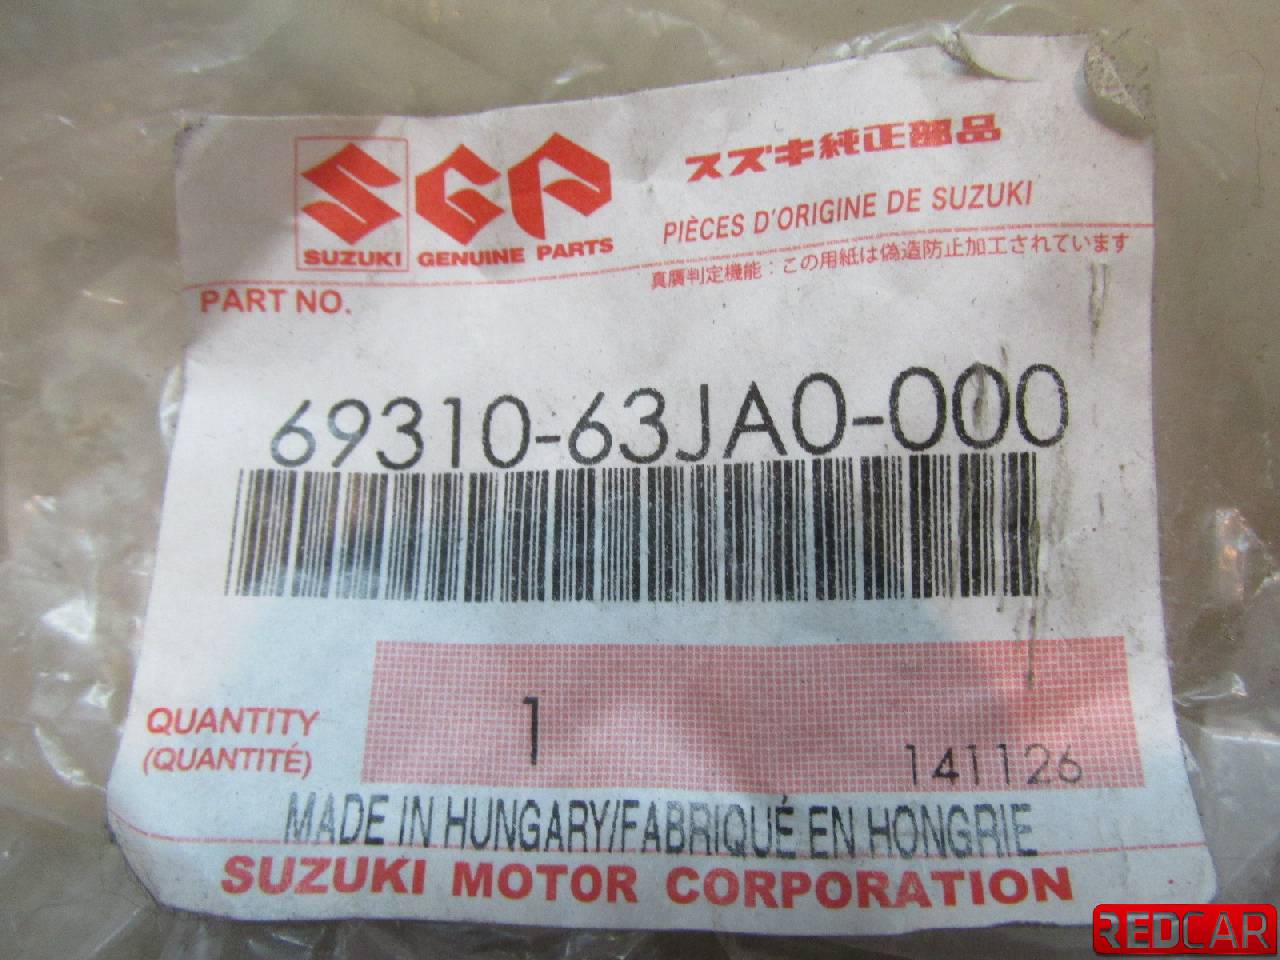 SGP
スズキ純正部品
SUZUKI GENUINE PARTS
PIÈCES D'ORIGINE DE SUZUKI
真贋判定機能：この用紙は偽造防止加工されています
PART NO.
69310-63JA0-000
QUANTITY
(QUANTITÉ)
1
141126
MADE IN HUNGARY/FABRIQUÉ EN HONGRIE
SUZUKI MOTOR CORPORATION
REDCAR